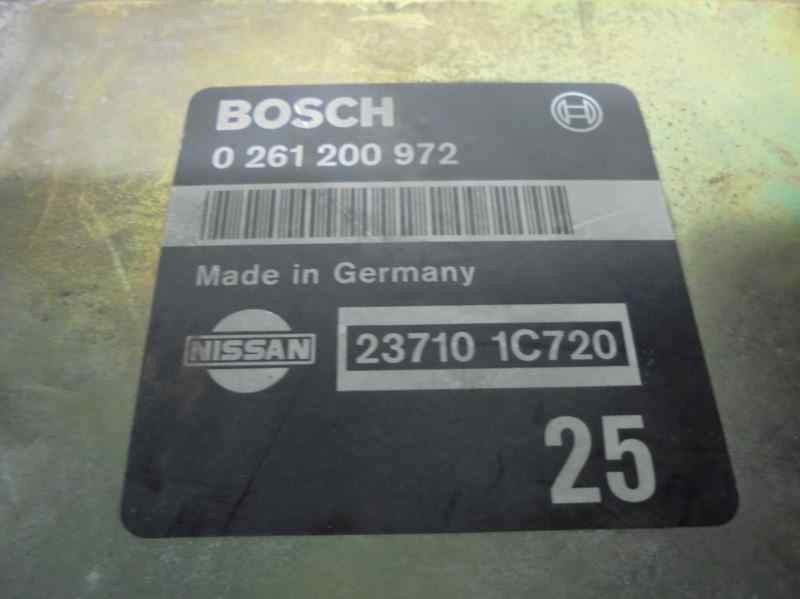 BOSCH
0 261 200 972
Made in Germany
NISSAN
23710 1C720
25